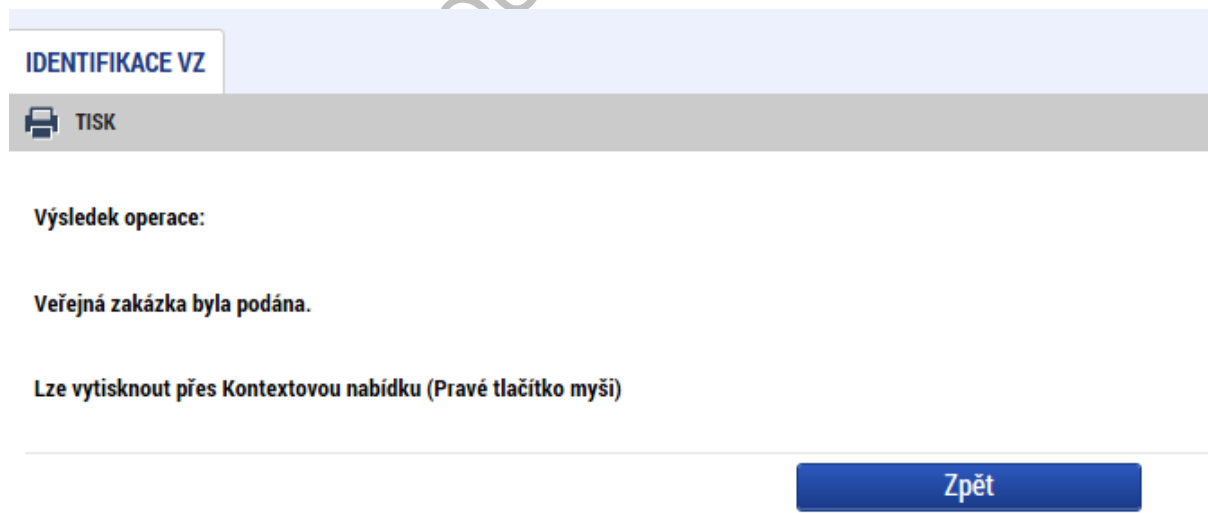 IDENTIFIKACE VZ
TISK
Výsledek operace:
Veřejná zakázka byla podána.
Lze vytisknout přes Kontextovou nabídku (Pravé tlačítko myši)
Zpět